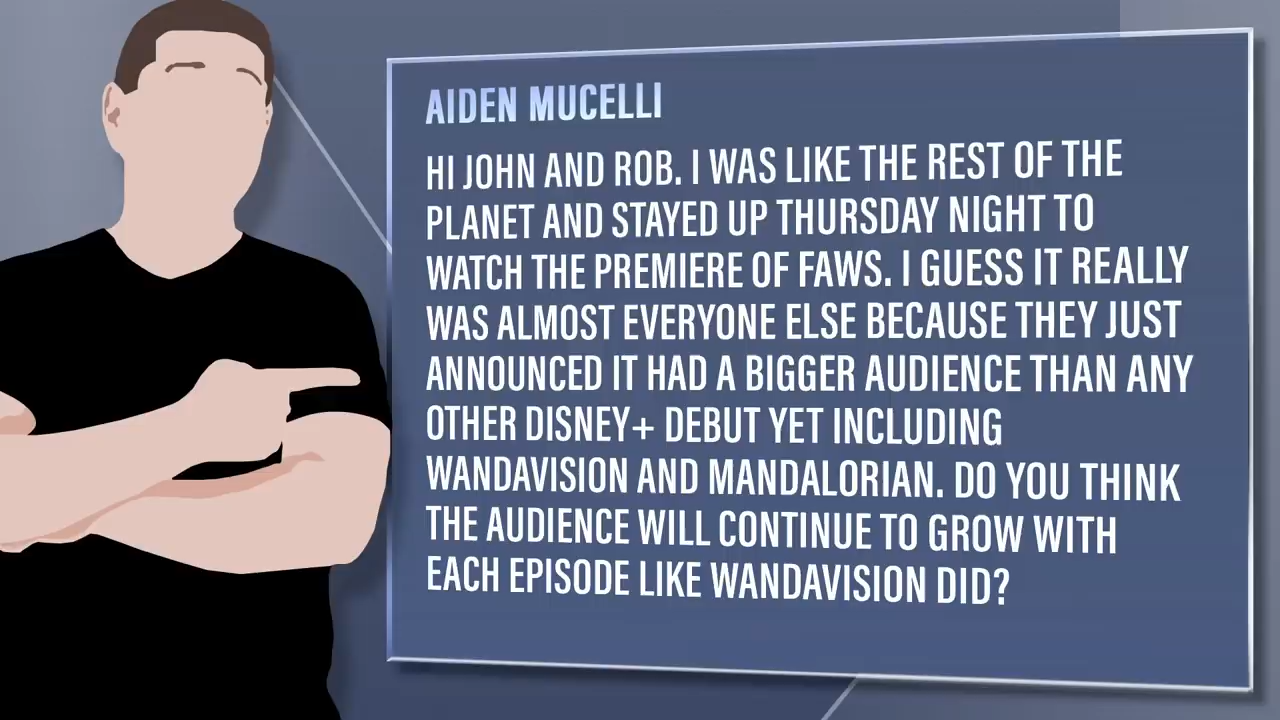 AIDEN MUCELLI
HI JOHN AND ROB. I WAS LIKE THE REST OF THE
PLANET AND STAYED UP THURSDAY NIGHT TO
WATCH THE PREMIERE OF FAWS. I GUESS IT REALLY
WAS ALMOST EVERYONE ELSE BECAUSE THEY JUST
ANNOUNCED IT HAD A BIGGER AUDIENCE THAN ANY
OTHER DISNEY+ DEBUT YET INCLUDING
WANDAVISION AND MANDALORIAN. DO YOU THINK
THE AUDIENCE WILL CONTINUE TO GROW WITH
EACH EPISODE LIKE WANDAVISION DID?